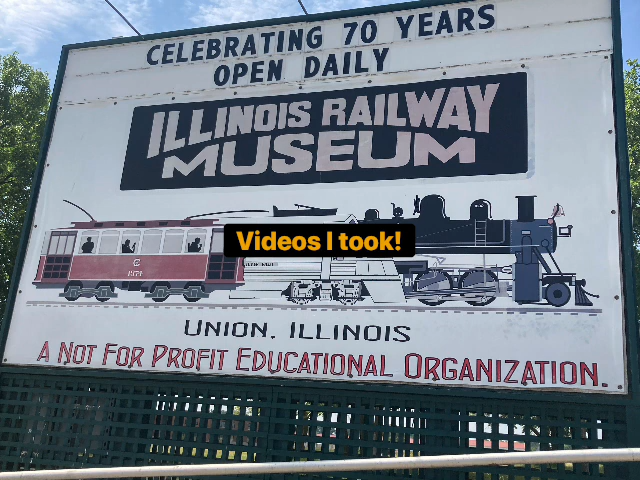 CELEBRATING 70 YEARS
OPEN DAILY
ILLINOIS RAILWAY
MUSEUM
Videos I took!
UNION, ILLINOIS
A NOT FOR PROFIT EDUCATIONAL ORGANIZATION.